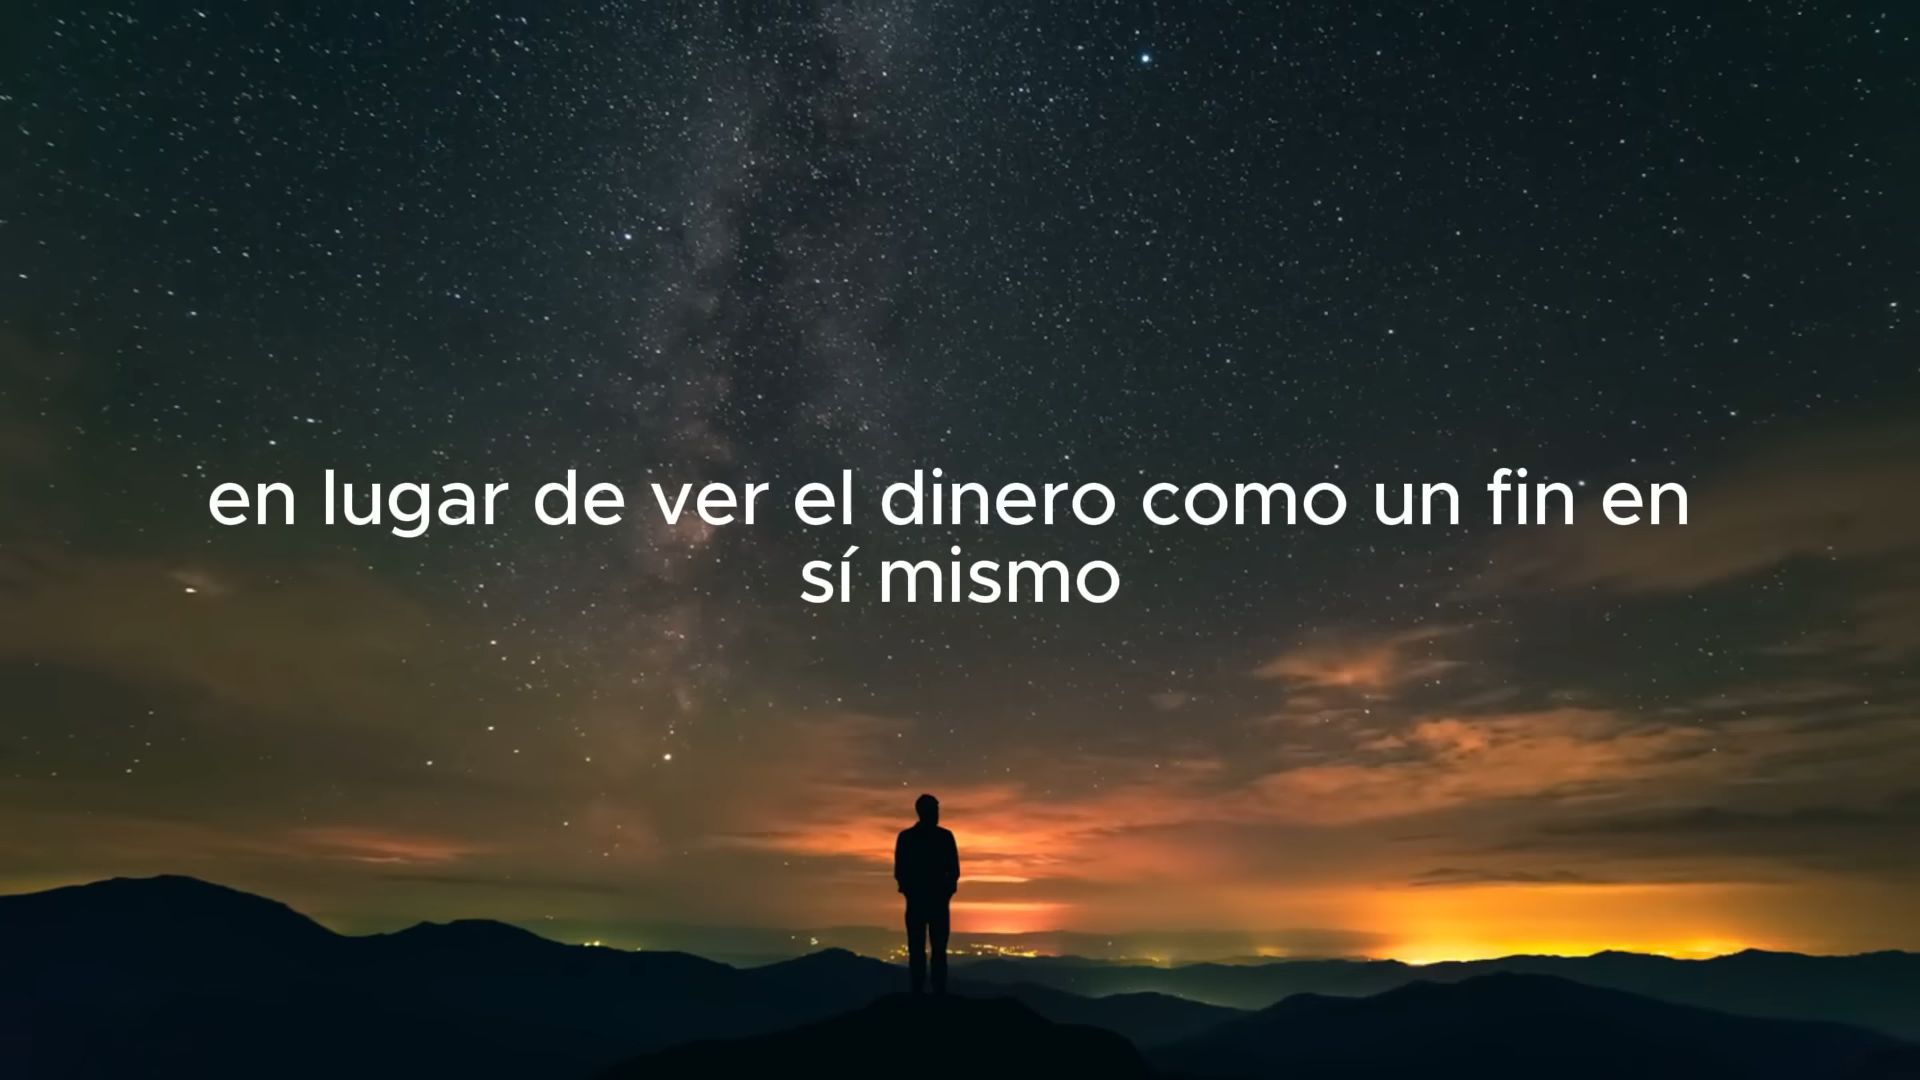 en lugar de ver el dinero como un fin en
sí mismo